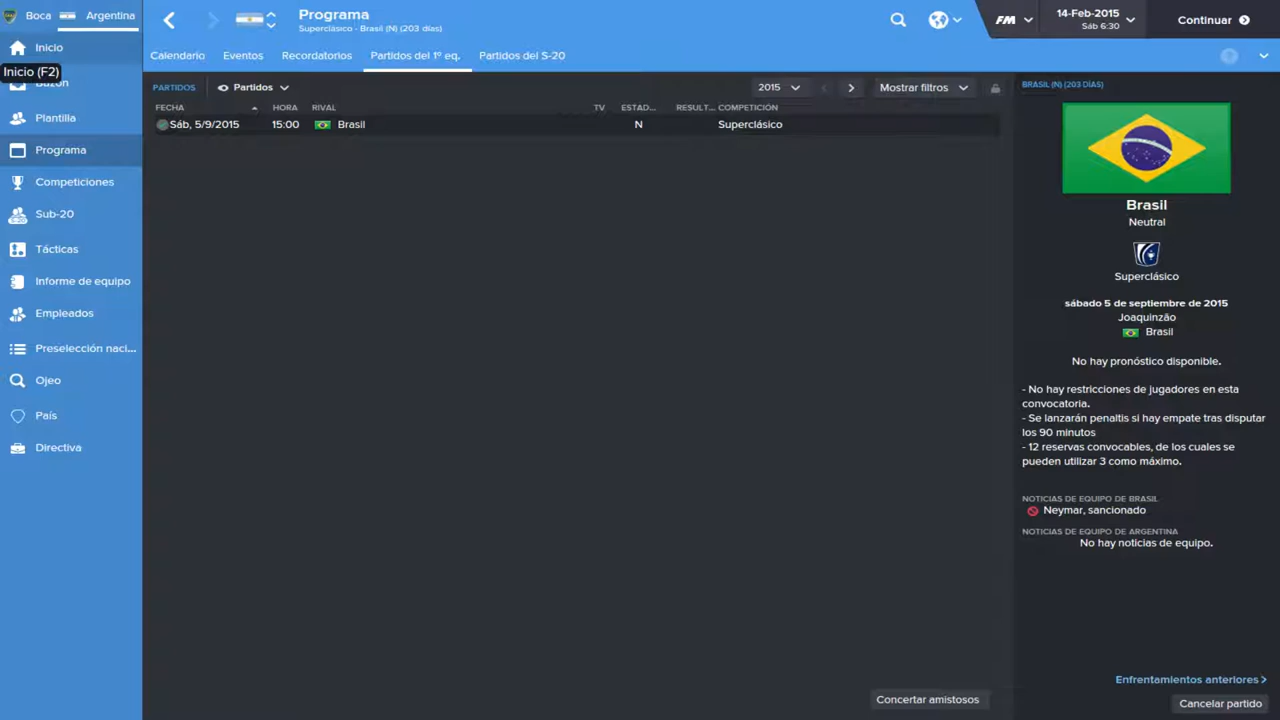 Boca
Argentina
Inicio
Inicio (F2)
Buzón
Plantilla
Programa
Competiciones
Sub-20
Tácticas
Informe de equipo
Empleados
Preselección naci...
Ojeo
País
Directiva
Programa
Superclásico - Brasil (N) (203 días)
FM
14-Feb-2015
Sáb 6:30
Continuar
Calendario Eventos Recordatorios Partidos del 1º eq. Partidos del S-20
PARTIDOS Partidos 2015 Mostrar filtros
FECHA HORA RIVAL TV ESTAD... RESULT... COMPETICIÓN
Sáb, 5/9/2015 15:00 Brasil N Superclásico
Concertar amistosos
BRASIL (N) (203 DÍAS)
Brasil
Neutral
Superclásico
sábado 5 de septiembre de 2015
Joaquinzão
Brasil
No hay pronóstico disponible.
- No hay restricciones de jugadores en esta
convocatoria.
- Se lanzarán penaltis si hay empate tras disputar
los 90 minutos
- 12 reservas convocables, de los cuales se
pueden utilizar 3 como máximo.
NOTICIAS DE EQUIPO DE BRASIL
Neymar, sancionado
NOTICIAS DE EQUIPO DE ARGENTINA
No hay noticias de equipo.
Enfrentamientos anteriores >
Cancelar partido